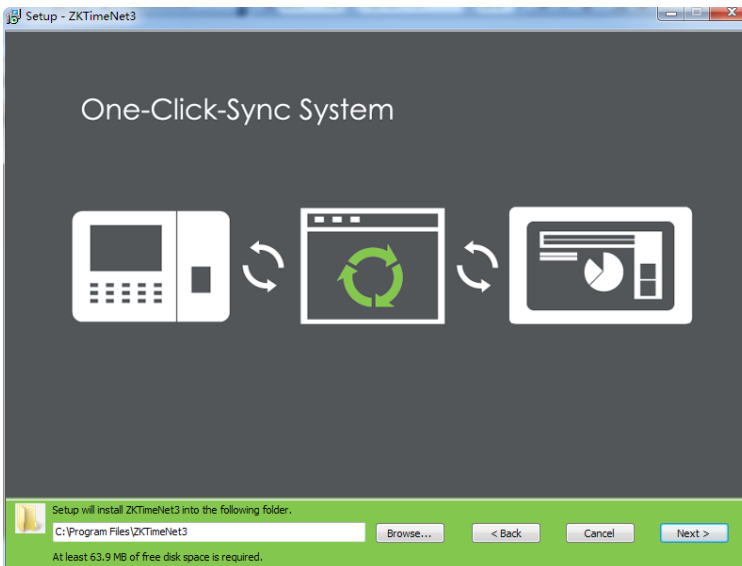 Setup - ZKTimeNet3
One-Click-Sync System
Setup will install ZKTimeNet3 into the following folder.
C:\Program Files\ZKTimeNet3
Browse...
< Back
Cancel
Next >
At least 63.9 MB of free disk space is required.